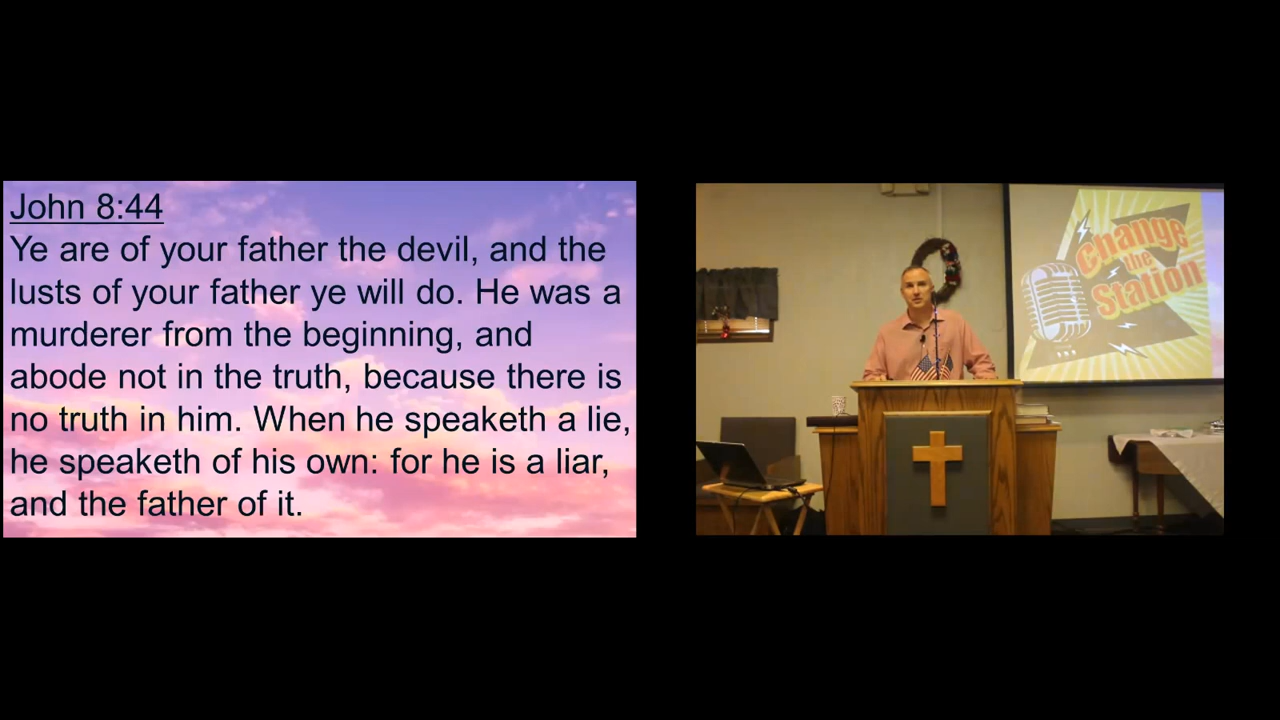 John 8:44
Ye are of your father the devil, and the
lusts of your father ye will do. He was a
murderer from the beginning, and
abode not in the truth, because there is
no truth in him. When he speaketh a lie,
he speaketh of his own: for he is a liar,
and the father of it.
Change
the
Station